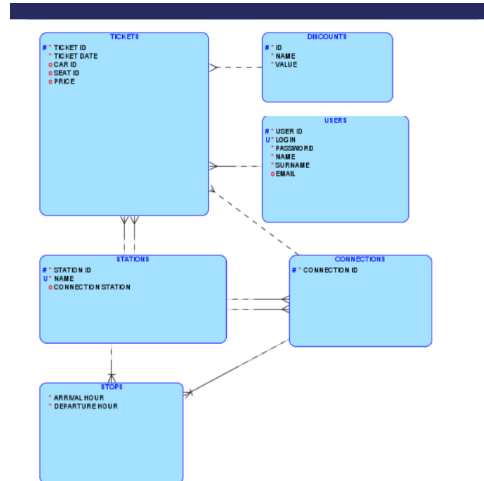 TICKETS
# * TICKET ID
* TICKET DATE
o CAR ID
o SEAT ID
o PRICE
DISCOUNTS
# * ID
* NAME
* VALUE
USERS
# * USER ID
U * LOGIN
* PASSWORD
* NAME
* SURNAME
o EMAIL
STATIONS
# * STATION ID
U * NAME
o CONNECTION STATION
CONNECTIONS
# * CONNECTION ID
STOPS
* ARRIVAL HOUR
* DEPARTURE HOUR